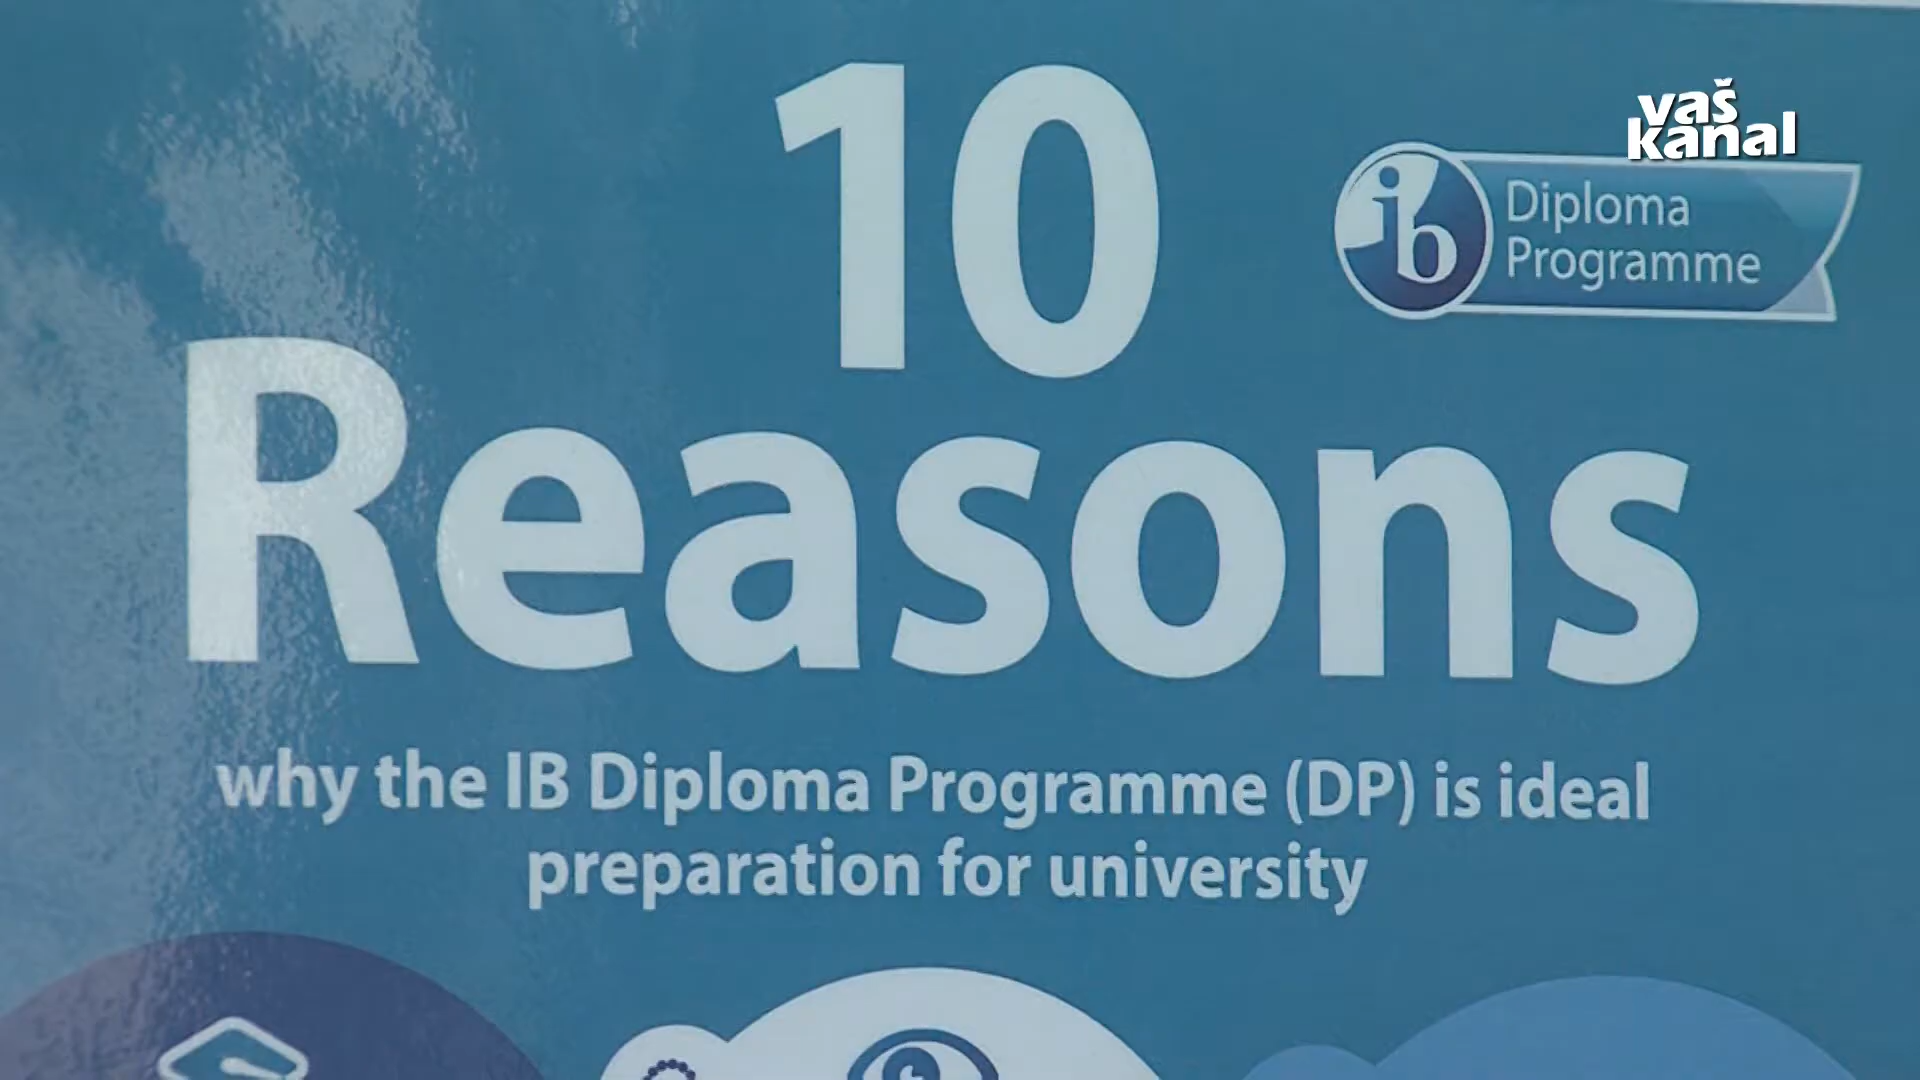 vaš
kanal
10
ib
Diploma
Programme
Reasons
why the IB Diploma Programme (DP) is ideal
preparation for university